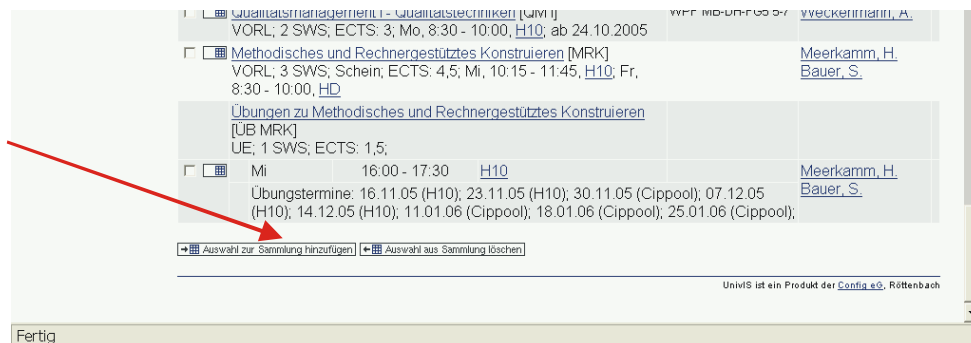 Qualitätsmanagement I - Qualitätstechniken [QM I] WPF MB-DH-FG5 5-7 Weckenmann, A.
VORL; 2 SWS; ECTS: 3; Mo, 8:30 - 10:00, H10; ab 24.10.2005
Methodisches und Rechnergestütztes Konstruieren [MRK] Meerkamm, H.
VORL; 3 SWS; Schein; ECTS: 4,5; Mi, 10:15 - 11:45, H10; Fr, Bauer, S.
8:30 - 10:00, HD
Übungen zu Methodisches und Rechnergestütztes Konstruieren
[ÜB MRK]
UE; 1 SWS; ECTS: 1,5;
Mi 16:00 - 17:30 H10 Meerkamm, H.
Übungstermine: 16.11.05 (H10); 23.11.05 (H10); 30.11.05 (Cippool); 07.12.05 Bauer, S.
(H10); 14.12.05 (H10); 11.01.06 (Cippool); 18.01.06 (Cippool); 25.01.06 (Cippool);
Auswahl zur Sammlung hinzufügen Auswahl aus Sammlung löschen
UnivIS ist ein Produkt der Config eG, Röttenbach
Fertig